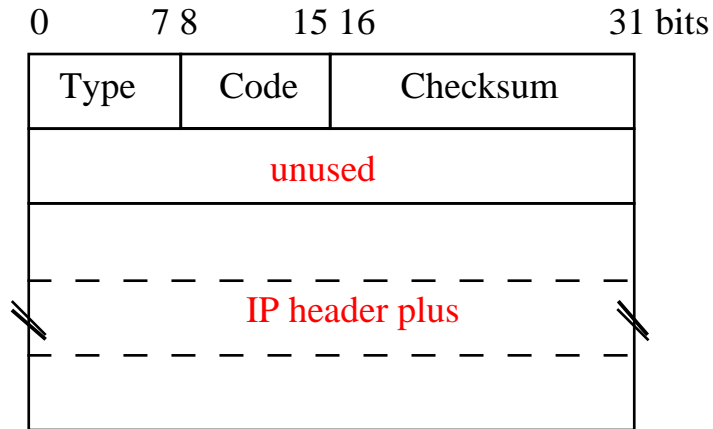 0 7 8 15 16 31 bits
Type Code Checksum
unused
IP header plus